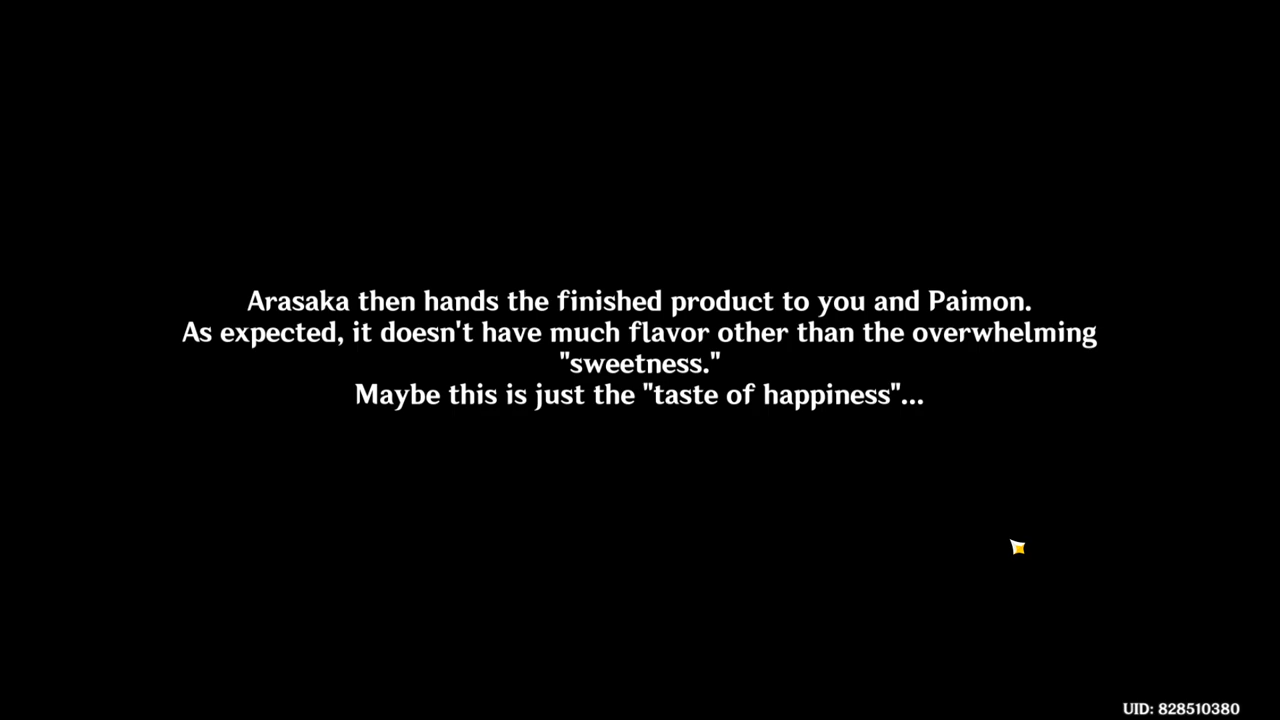 Arasaka then hands the finished product to you and Paimon.
As expected, it doesn't have much flavor other than the overwhelming
"sweetness."
Maybe this is just the "taste of happiness"...
UID: 828510380